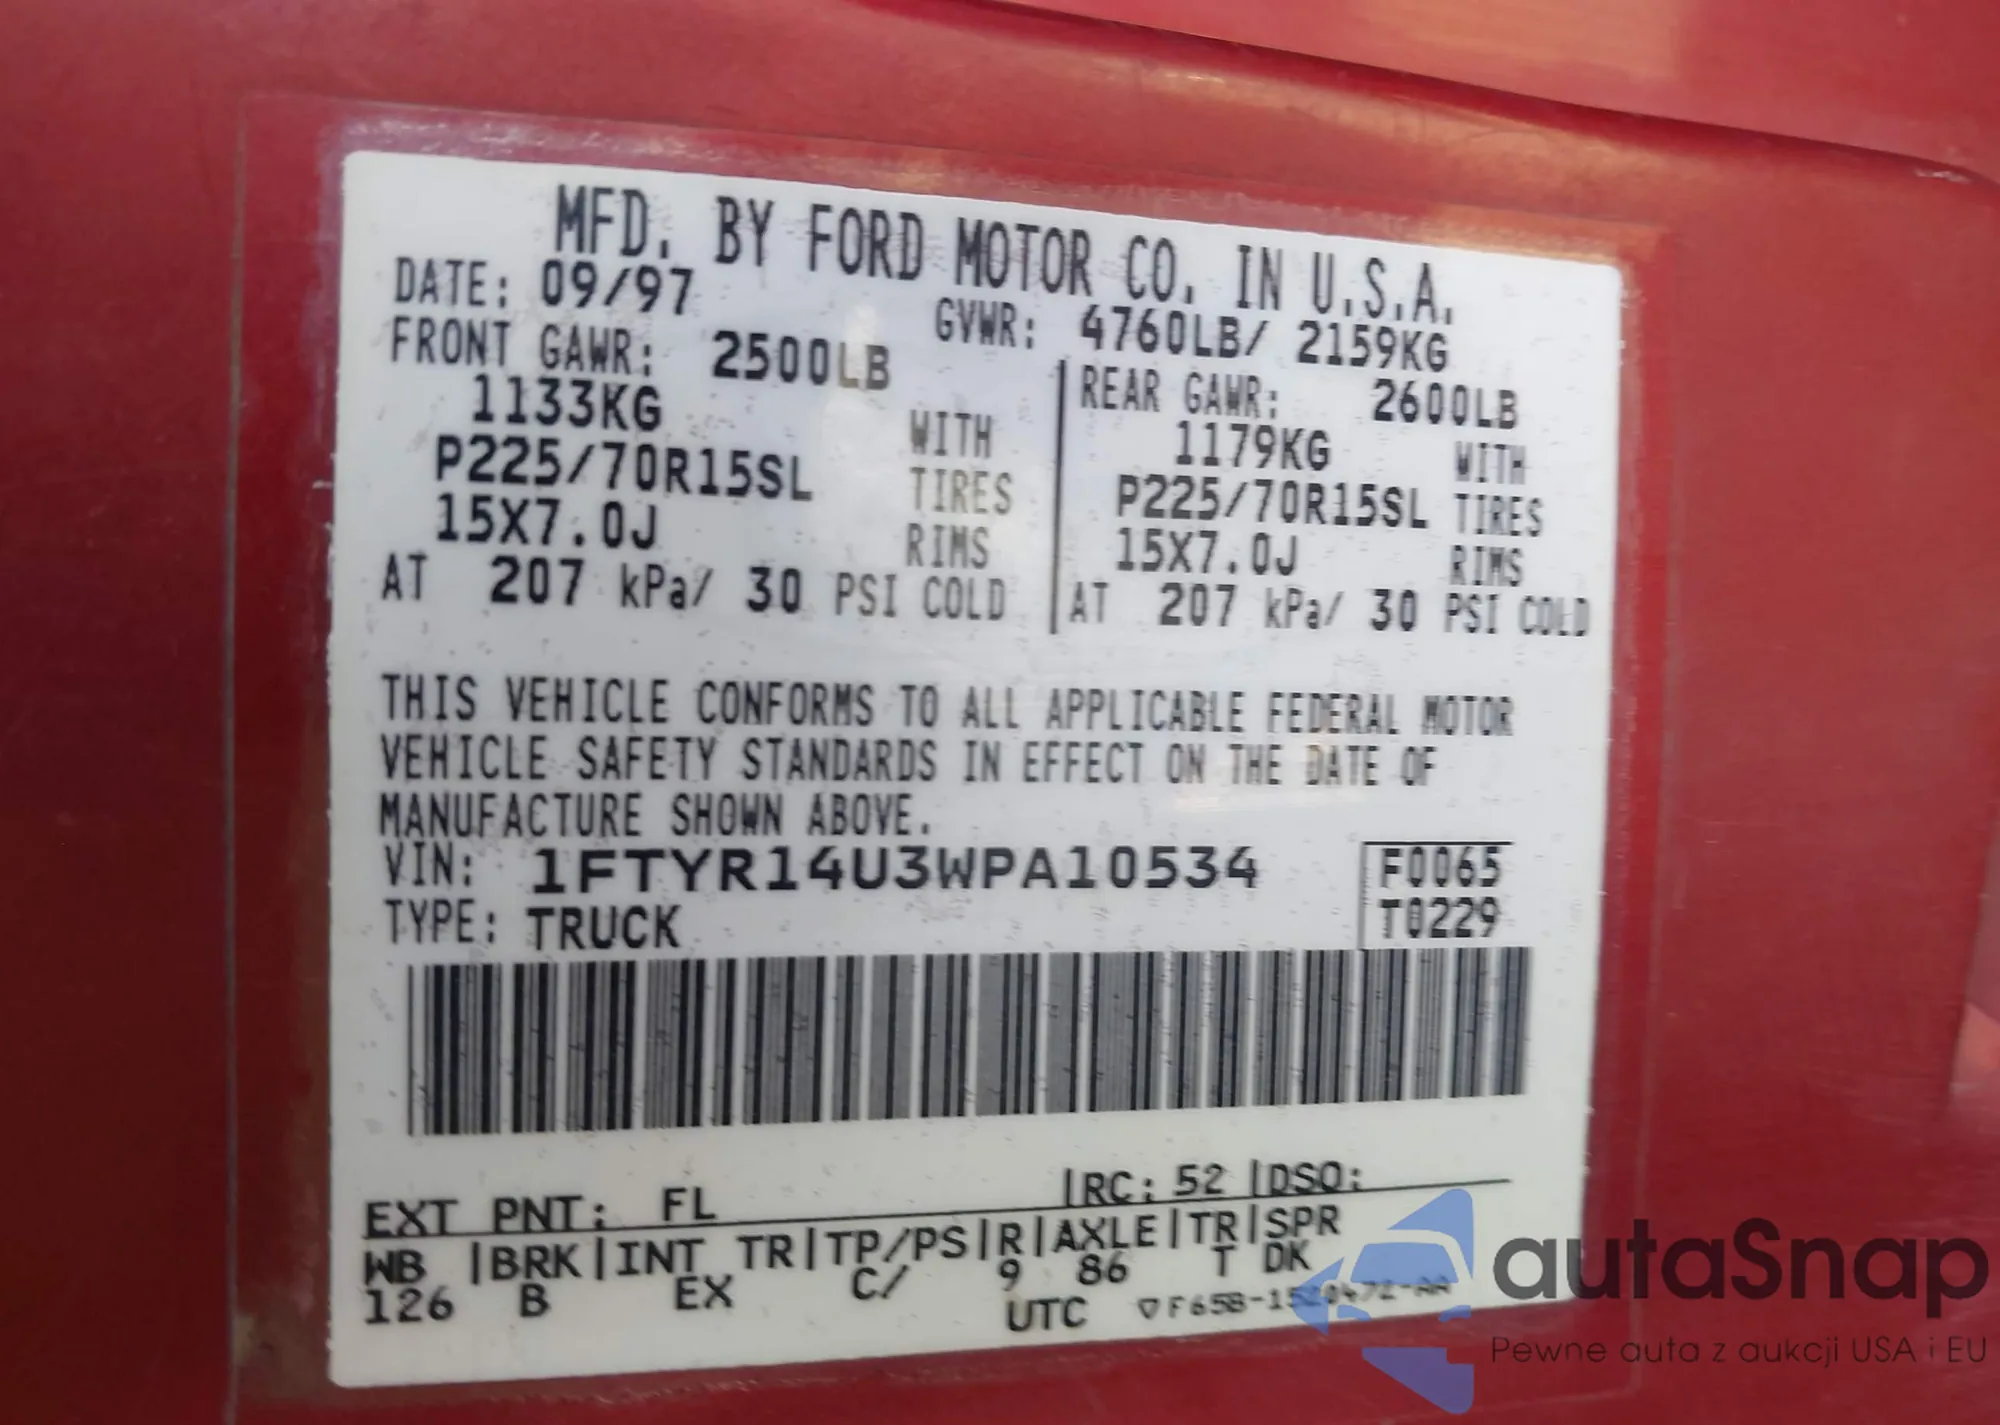 MFD. BY FORD MOTOR CO. IN U.S.A.
DATE: 09/97
GVWR: 4760LB/ 2159KG
FRONT GAWR: 2500LB
1133KG WITH
P225/70R15SL TIRES
15X7.0J RIMS
AT 207 kPa/ 30 PSI COLD
REAR GAWR: 2600LB
1179KG WITH
P225/70R15SL TIRES
15X7.0J RIMS
AT 207 kPa/ 30 PSI COLD
THIS VEHICLE CONFORMS TO ALL APPLICABLE FEDERAL MOTOR
VEHICLE SAFETY STANDARDS IN EFFECT ON THE DATE OF
MANUFACTURE SHOWN ABOVE.
VIN: 1FTYR14U3WPA10534
F0065
TYPE: TRUCK
T0229
EXT PNT: FL |RC: 52 |DSO:
WB |BRK|INT TR|TP/PS|R|AXLE|TR|SPR
126 B EX C/ 9 86 T DK
UTC
autaSnap
Pewne auta z aukcji USA i EU